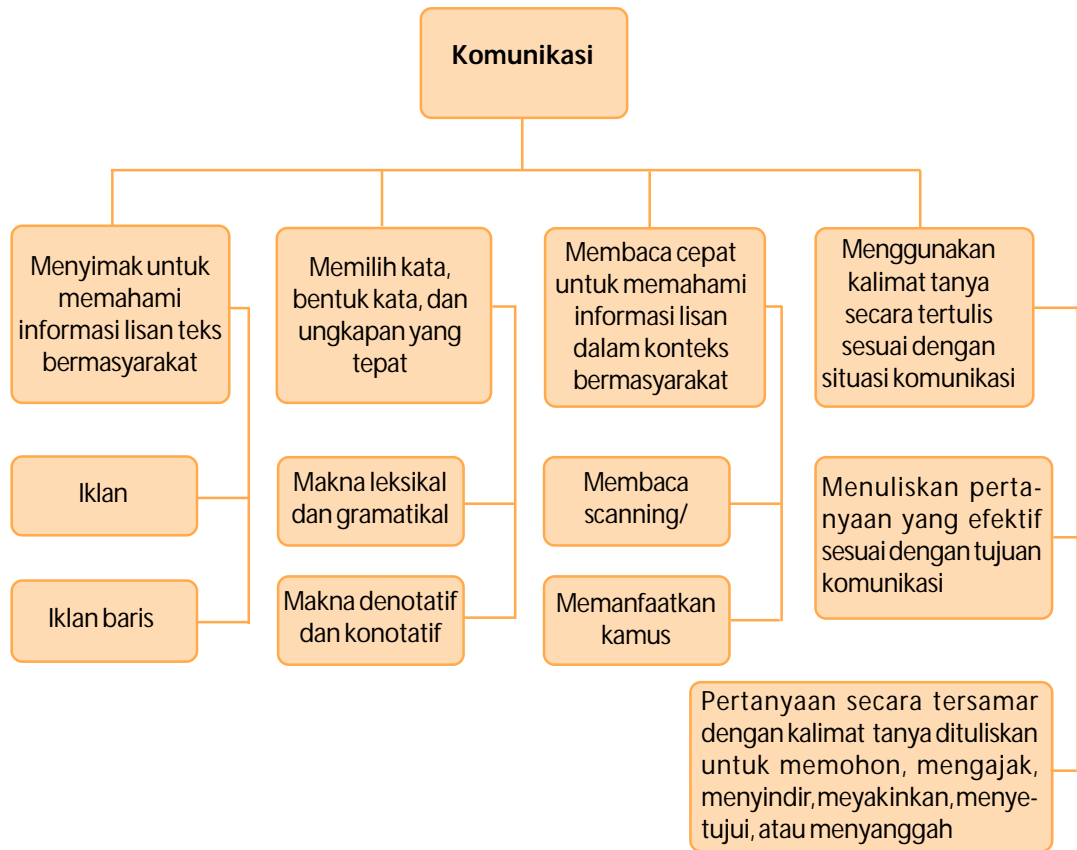 Komunikasi
Menyimak untuk
memahami
informasi lisan teks
bermasyarakat
Memilih kata,
bentuk kata, dan
ungkapan yang
tepat
Membaca cepat
untuk memahami
informasi lisan
dalam konteks
bermasyarakat
Menggunakan
kalimat tanya
secara tertulis
sesuai dengan
situasi komunikasi
Iklan
Makna leksikal
dan gramatikal
Membaca
scanning/
Menuliskan perta-
nyaan yang efektif
sesuai dengan tujuan
komunikasi
Iklan baris
Makna denotatif
dan konotatif
Memanfaatkan
kamus
Pertanyaan secara tersamar
dengan kalimat tanya dituliskan
untuk memohon, mengajak,
menyindir, meyakinkan, menye-
tujui, atau menyanggah